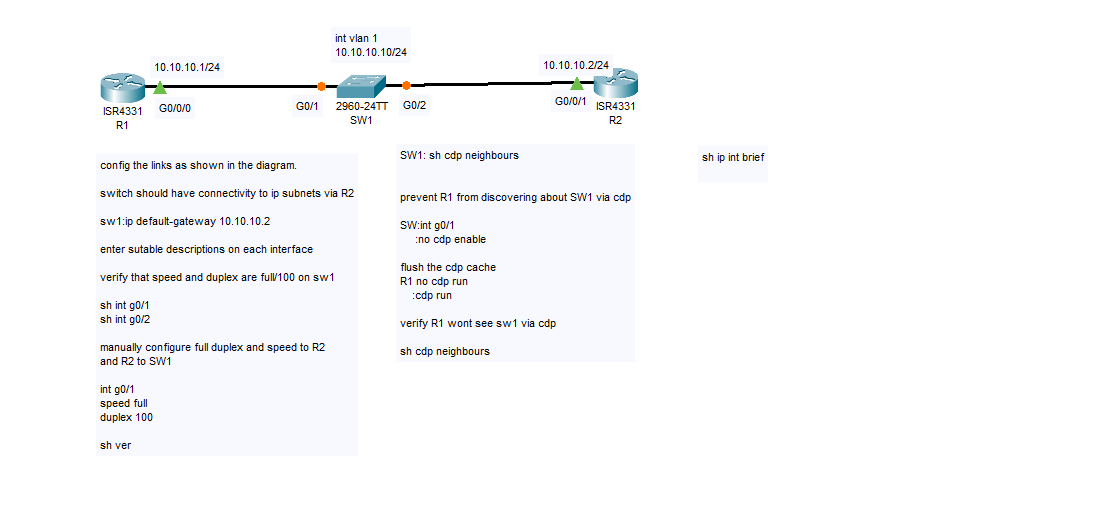 int vlan 1
10.10.10.10/24
10.10.10.1/24
10.10.10.2/24
G0/0/0
G0/1
G0/2
G0/0/1
ISR4331
R1
2960-24TT
SW1
ISR4331
R2
config the links as shown in the diagram.
switch should have connectivity to ip subnets via R2
sw1:ip default-gateway 10.10.10.2
enter sutable descriptions on each interface
verify that speed and duplex are full/100 on sw1
sh int g0/1
sh int g0/2
manually configure full duplex and speed to R2
and R2 to SW1
int g0/1
speed full
duplex 100
sh ver
SW1: sh cdp neighbours
prevent R1 from discovering about SW1 via cdp
SW:int g0/1
:no cdp enable
flush the cdp cache
R1 no cdp run
:cdp run
verify R1 wont see sw1 via cdp
sh cdp neighbours
sh ip int brief